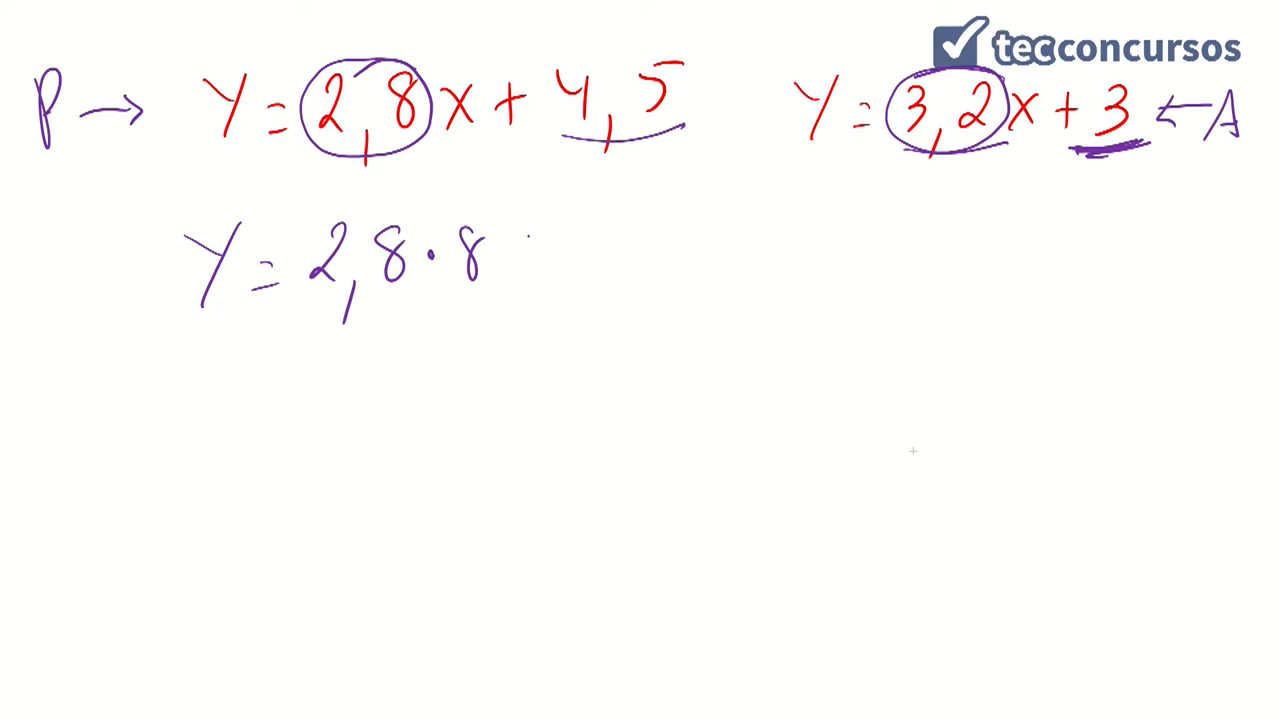 tecconcursos
P → Y = 2,8x + 4,5
Y = 3,2x + 3 ← A
Y = 2,8 · 8